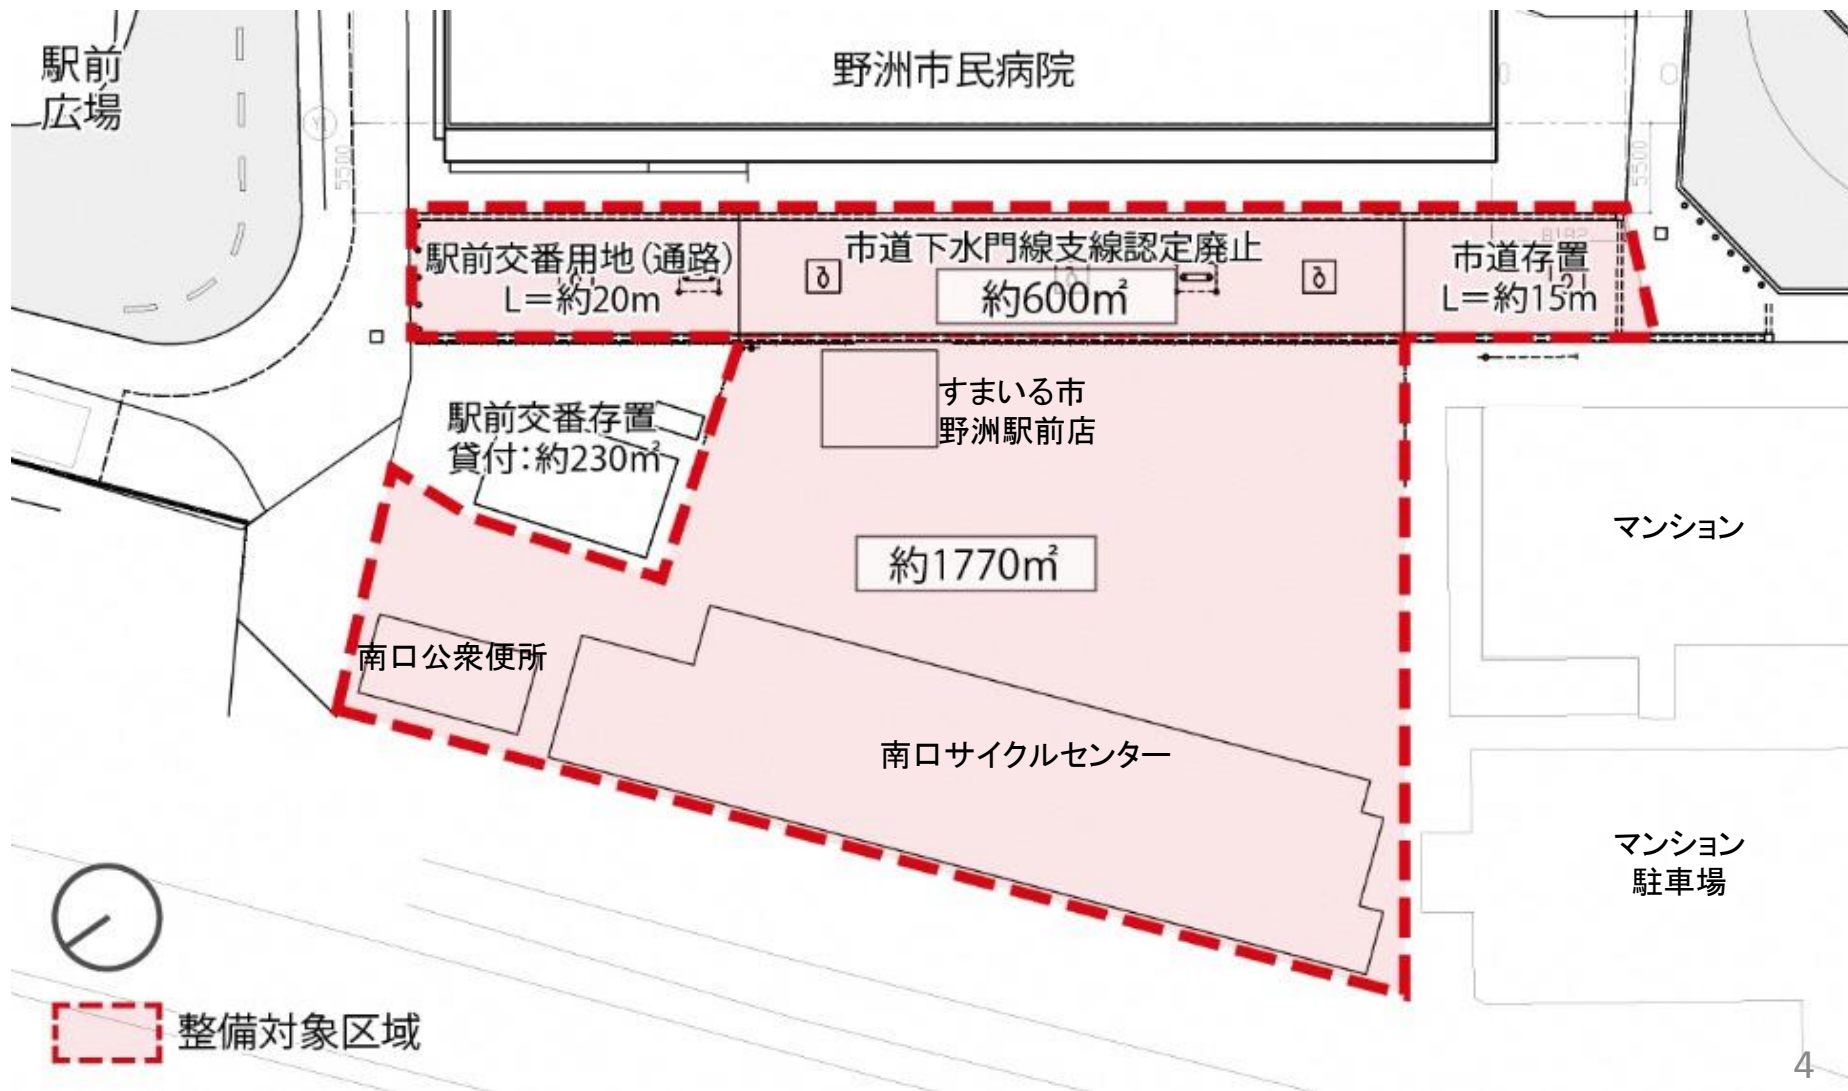 駅前
広場
野洲市民病院
5500
5500
駅前交番用地（通路）
L＝約20m
市道下水門線支線認定廃止
約600㎡
市道存置
L＝約15m
駅前交番存置
貸付：約230㎡
すまいる市
野洲駅前店
マンション
約1770㎡
南口公衆便所
南口サイクルセンター
マンション
駐車場
整備対象区域
4